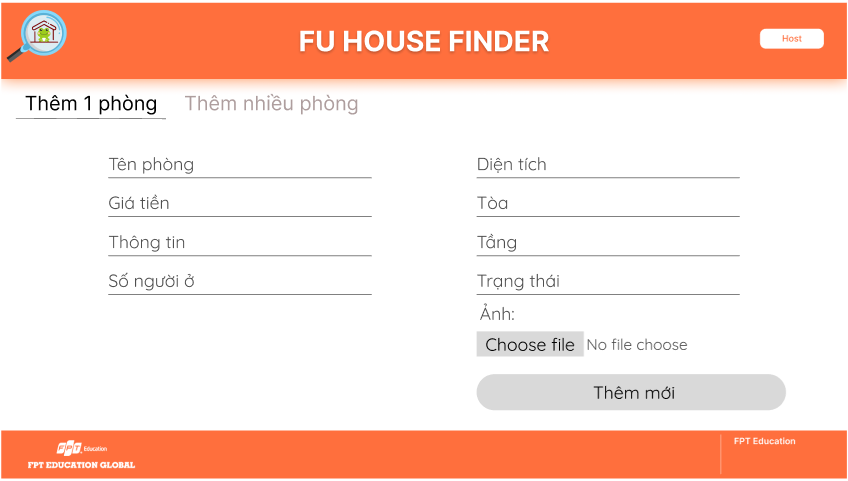 FU HOUSE FINDER
Host
Thêm 1 phòng
Thêm nhiều phòng
Tên phòng
Giá tiền
Thông tin
Số người ở
Diện tích
Tòa
Tầng
Trạng thái
Ảnh:
Choose file No file choose
Thêm mới
FPT Education
FPT EDUCATION GLOBAL
FPT Education